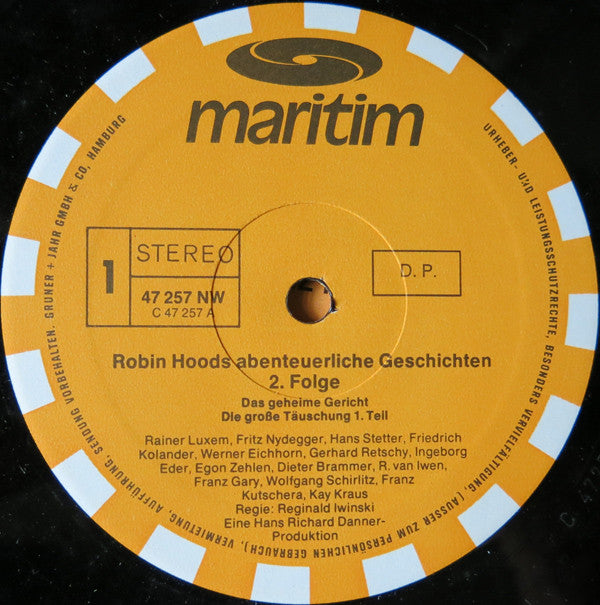 maritim
1
STEREO
47 257 NW
C 47 257 A
D. P.
Robin Hoods abenteuerliche Geschichten
2. Folge
Das geheime Gericht
Die große Täuschung 1. Teil
Rainer Luxem, Fritz Nydegger, Hans Stetter, Friedrich
Kolander, Werner Eichhorn, Gerhard Retschy, Ingeborg
Eder, Egon Zehlen, Dieter Brammer, R. van Iwen,
Franz Gary, Wolfgang Schirlitz, Franz
Kutschera, Kay Kraus
Regie: Reginald Iwinski
Eine Hans Richard Danner-
Produktion
URHEBER- UND LEISTUNGSSCHUTZRECHTE, BESONDERS VERVIELFÄLTIGUNG, (AUSSER ZUM PERSÖNLICHEN GEBRAUCH), VERMIETUNG, AUFFÜHRUNG, SENDUNG VORBEHALTEN. GRUNER + JAHR GMBH & CO, HAMBURG